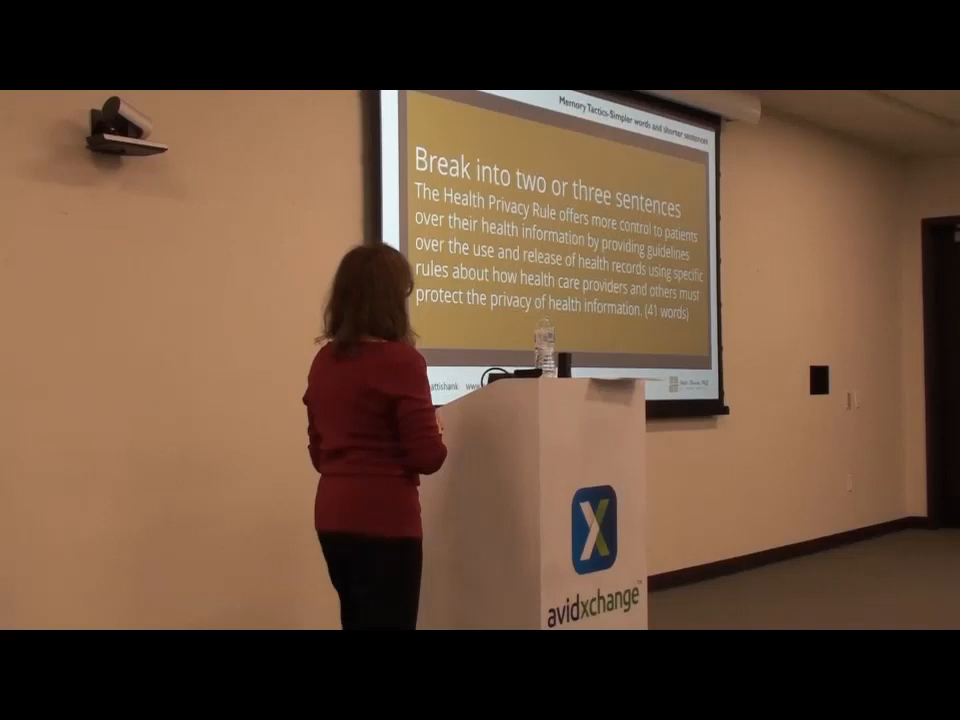 Memory Tactics-Simpler words and shorter sentences
Break into two or three sentences
The Health Privacy Rule offers more control to patients
over their health information by providing guidelines
over the use and release of health records using specific
rules about how health care providers and others must
protect the privacy of health information. (41 words)
attishank www.
X
avidxchange™